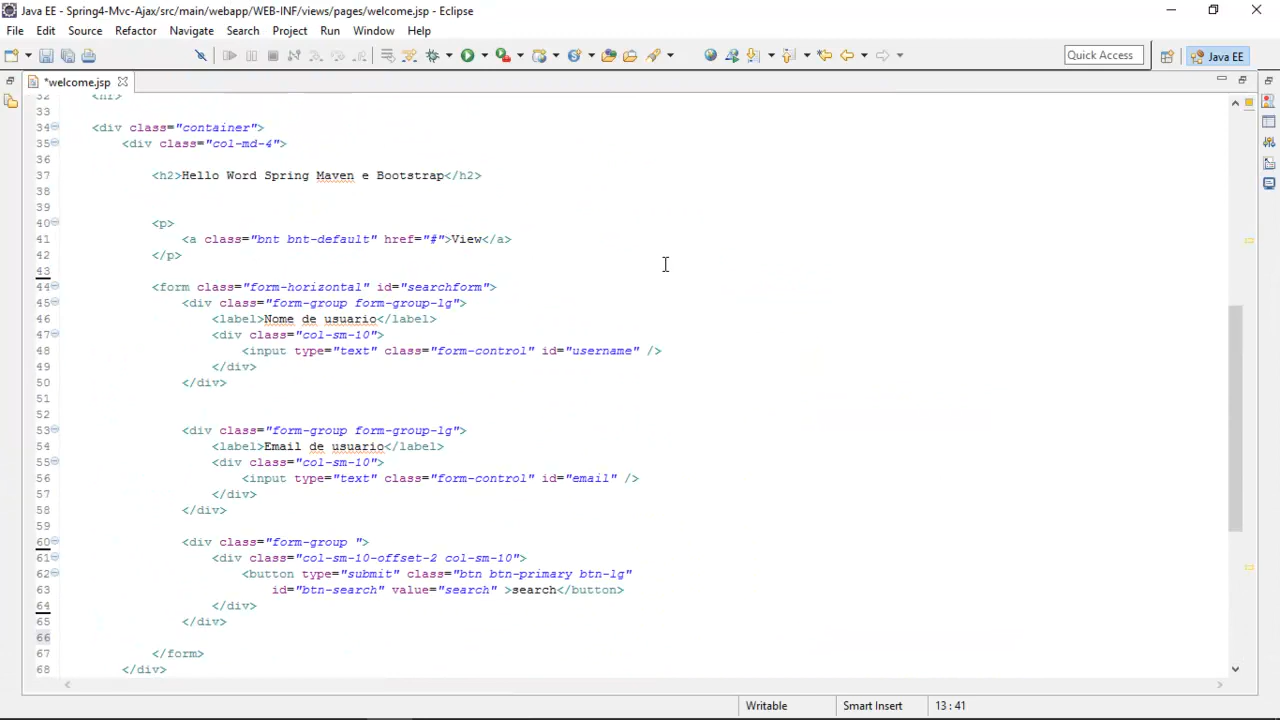 Java EE - Spring4-Mvc-Ajax/src/main/webapp/WEB-INF/views/pages/welcome.jsp - Eclipse
File Edit Source Refactor Navigate Search Project Run Window Help
Quick Access Java EE
*welcome.jsp
32 <hr>
33
34 <div class="container">
35 <div class="col-md-4">
36
37 <h2>Hello Word Spring Maven e Bootstrap</h2>
38
39
40 <p>
41 <a class="bnt bnt-default" href="#">View</a>
42 </p>
43
44 <form class="form-horizontal" id="searchform">
45 <div class="form-group form-group-lg">
46 <label>Nome de usuario</label>
47 <div class="col-sm-10">
48 <input type="text" class="form-control" id="username" />
49 </div>
50 </div>
51
52
53 <div class="form-group form-group-lg">
54 <label>Email de usuario</label>
55 <div class="col-sm-10">
56 <input type="text" class="form-control" id="email" />
57 </div>
58 </div>
59
60 <div class="form-group ">
61 <div class="col-sm-10-offset-2 col-sm-10">
62 <button type="submit" class="btn btn-primary btn-lg"
63 id="btn-search" value="search" >search</button>
64 </div>
65 </div>
66
67 </form>
68 </div>
Writable Smart Insert 13 : 41